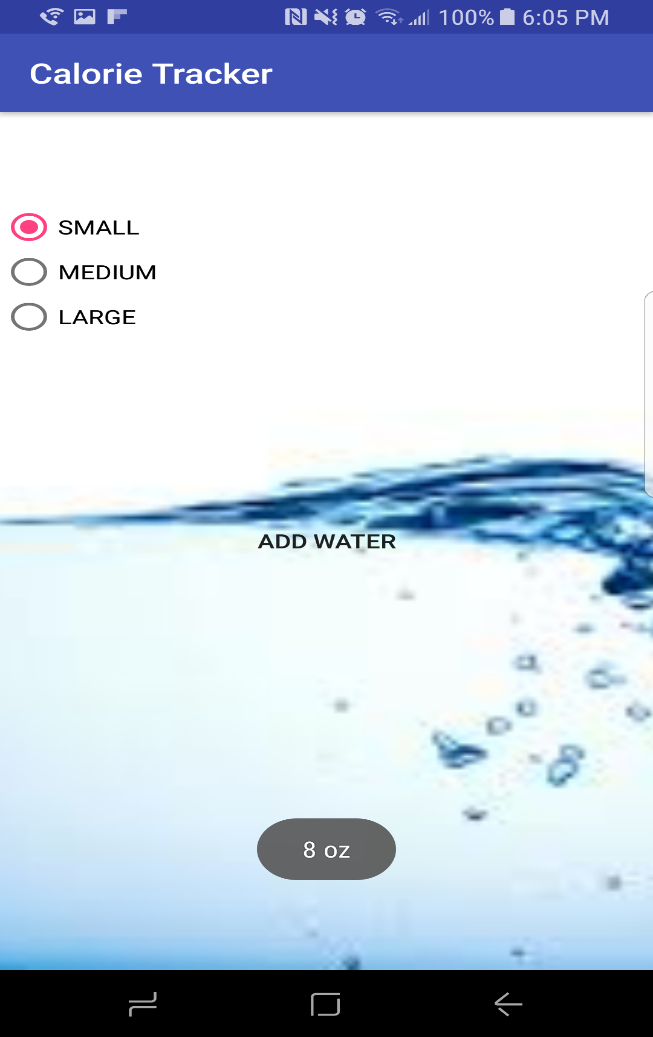 100% 6:05 PM
Calorie Tracker
SMALL
MEDIUM
LARGE
ADD WATER
8 oz